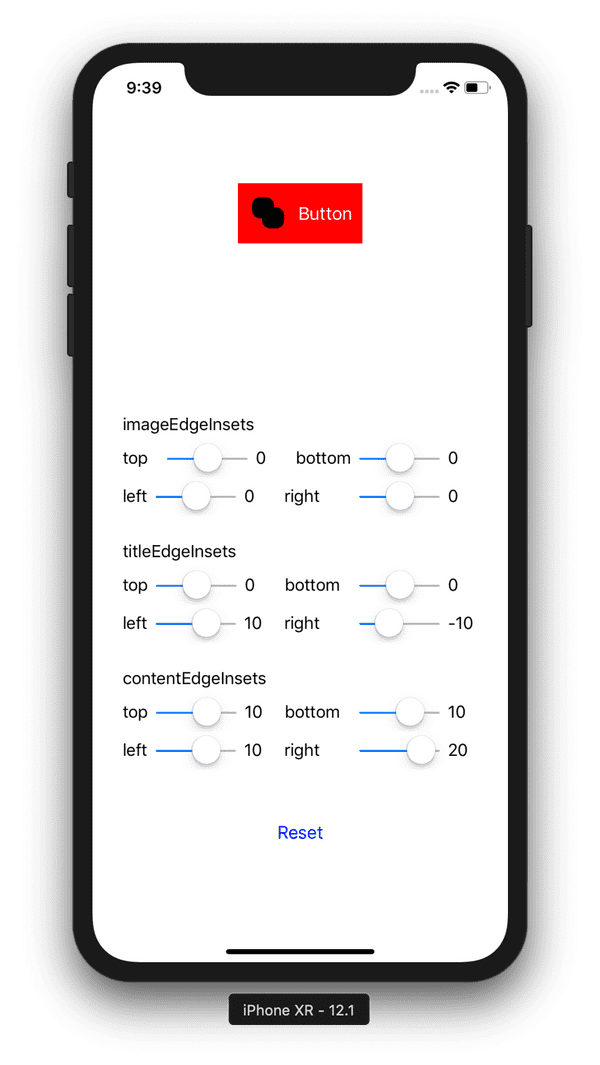 9:39
Button
imageEdgeInsets
top 0 bottom 0
left 0 right 0
titleEdgeInsets
top 0 bottom 0
left 10 right -10
contentEdgeInsets
top 10 bottom 10
left 10 right 20
Reset
iPhone XR - 12.1